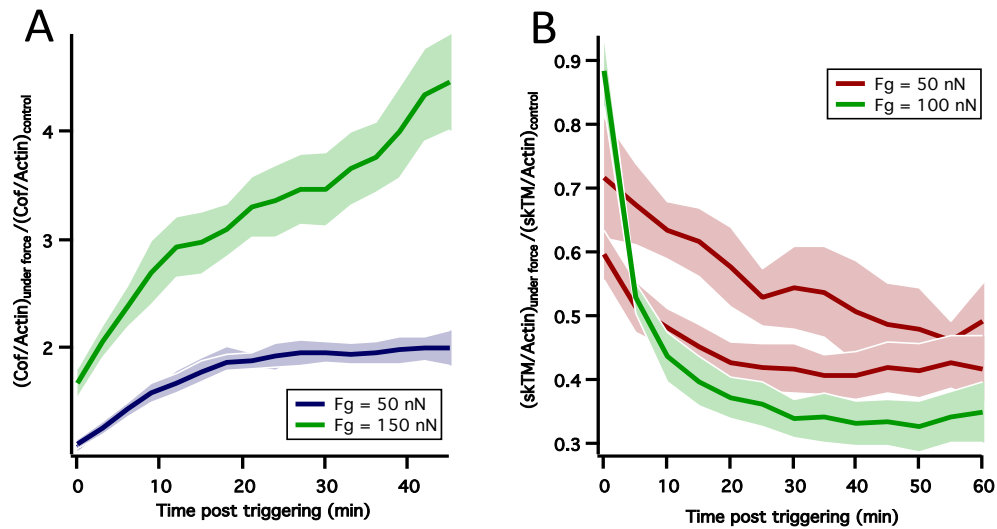 A
(Cof/Actin)under force / (Cof/Actin)control
4
3
2
0
10
20
30
40
Time post triggering (min)
Fg = 50 nN
Fg = 150 nN
B
(skTM/Actin)under force / (skTM/Actin)control
0.9
0.8
0.7
0.6
0.5
0.4
0.3
0
10
20
30
40
50
60
Time post triggering (min)
Fg = 50 nN
Fg = 100 nN